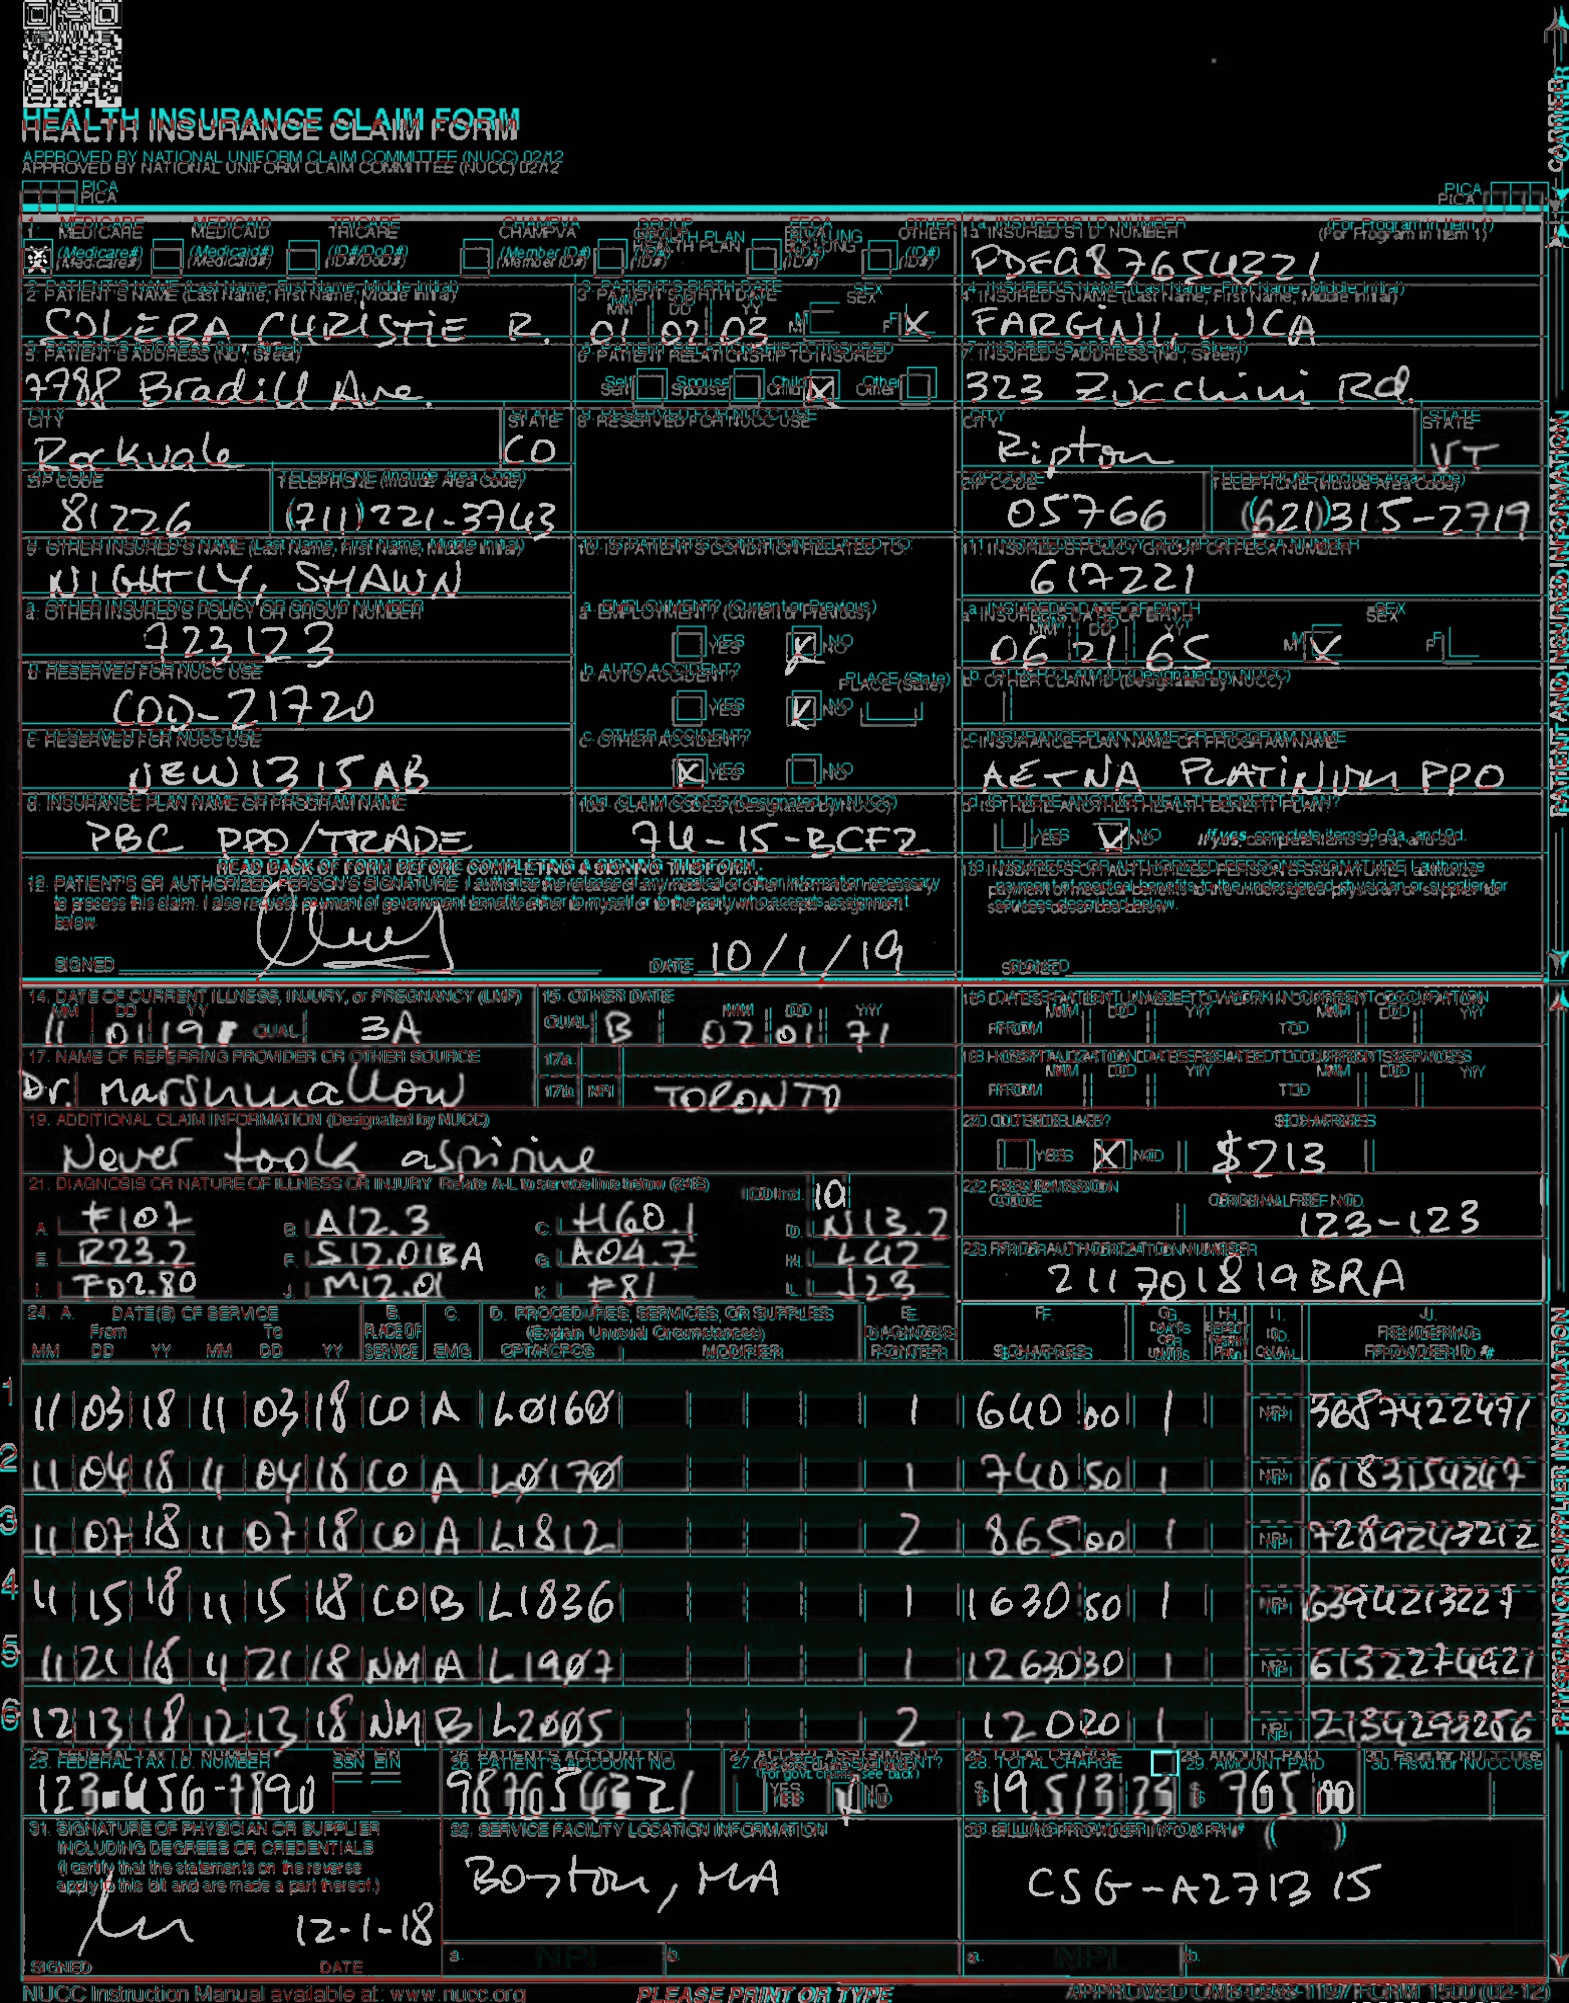 HEALTH INSURANCE CLAIM FORM
APPROVED BY NATIONAL UNIFORM CLAIM COMMITTEE (NUCC) 02/12
PICA PICA
1. MEDICARE MEDICAID TRICARE CHAMPVA GROUP HEALTH PLAN FECA OTHER 1a. INSURED'S I.D. NUMBER (For Program in Item 1)
(Medicare#) (Medicaid#) (ID#/DoD#) (Member ID#) (ID#) (ID#) (ID#) PDFA87654221
2. PATIENT'S NAME (Last Name, First Name, Middle Initial) 3. PATIENT'S BIRTH DATE SEX 4. INSURED'S NAME (Last Name, First Name, Middle Initial)
MM DD YY
SOLERA, CHRISTIE R. 01 02 03 M F X FARGINI, LUCA
5. PATIENT'S ADDRESS (No., Street) 6. PATIENT RELATIONSHIP TO INSURED 7. INSURED'S ADDRESS (No., Street)
7788 Bradill Ave. Self Spouse Child X Other 323 Zucchini Rd.
CITY STATE 8. RESERVED FOR NUCC USE CITY STATE
Rockvale CO Ripton VT
ZIP CODE TELEPHONE (Include Area Code) ZIP CODE TELEPHONE (Include Area Code)
81226 (711) 221-3743 05766 (621) 315-2719
9. OTHER INSURED'S NAME (Last Name, First Name, Middle Initial) 10. IS PATIENT'S CONDITION RELATED TO: 11. INSURED'S POLICY GROUP OR FECA NUMBER
NIGHTLY, SHAWN 617221
a. OTHER INSURED'S POLICY OR GROUP NUMBER a. EMPLOYMENT? (Current or Previous) a. INSURED'S DATE OF BIRTH SEX
MM DD YY
723123 YES X NO 06 21 65 M X F
b. RESERVED FOR NUCC USE b. AUTO ACCIDENT? PLACE (State) b. OTHER CLAIM ID (Designated by NUCC)
COD-21720 YES X NO
c. RESERVED FOR NUCC USE c. OTHER ACCIDENT? c. INSURANCE PLAN NAME OR PROGRAM NAME
NEW1315AB X YES NO AETNA PLATINUM PPO
d. INSURANCE PLAN NAME OR PROGRAM NAME 10d. CLAIM CODES (Designated by NUCC) d. IS THERE ANOTHER HEALTH BENEFIT PLAN?
PBC PPO/TRADE 74-15-BCF2 YES X NO If yes, complete items 9, 9a, and 9d.
READ BACK OF FORM BEFORE COMPLETING & SIGNING THIS FORM.
12. PATIENT'S OR AUTHORIZED PERSON'S SIGNATURE I authorize the release of any medical or other information necessary
to process this claim. I also request payment of government benefits either to myself or to the party who accepts assignment
below.
13. INSURED'S OR AUTHORIZED PERSON'S SIGNATURE I authorize
payment of medical benefits to the undersigned physician or supplier for
services described below.
SIGNED DATE 10/1/19 SIGNED
14. DATE OF CURRENT ILLNESS, INJURY, or PREGNANCY (LMP) 15. OTHER DATE 16. DATES PATIENT UNABLE TO WORK IN CURRENT OCCUPATION
MM DD YY MM DD YY MM DD YY MM DD YY
11 01 19 QUAL. 3A QUAL. B 02 01 71 FROM TO
17. NAME OF REFERRING PROVIDER OR OTHER SOURCE 17a. 18. HOSPITALIZATION DATES RELATED TO CURRENT SERVICES
MM DD YY MM DD YY
Dr. Marshmallow 17b. NPI TORONTO FROM TO
19. ADDITIONAL CLAIM INFORMATION (Designated by NUCC) 20. OUTSIDE LAB? $ CHARGES
Never took aspirine YES X NO $213
21. DIAGNOSIS OR NATURE OF ILLNESS OR INJURY Relate A-L to service line below (24E) ICD Ind. 10 22. RESUBMISSION CODE ORIGINAL REF. NO.
A. F107 B. A12.3 C. H60.1 D. N13.2 123-123
E. R23.2 F. S12.01BA G. A04.7 H. L42 23. PRIOR AUTHORIZATION NUMBER
I. F02.80 J. M12.01 K. F81 L. J23 211701819BRA
24. A. DATE(S) OF SERVICE B. C. D. PROCEDURES, SERVICES, OR SUPPLIES E. F. G. H. I. J.
From To PLACE OF (Explain Unusual Circumstances) DIAGNOSIS DAYS OR ID. RENDERING
MM DD YY MM DD YY SERVICE EMG CPT/HCPCS MODIFIER POINTER $ CHARGES UNITS QUAL. PROVIDER ID. #
1 11 03 18 11 03 18 CO A L0160 1 640 00 1 NPI 3687422471
2 11 04 18 11 04 18 CO A L0170 1 740 50 1 NPI 6183154247
3 11 07 18 11 07 18 CO A L1812 2 865 00 1 NPI 7289243212
4 11 15 18 11 15 18 CO B L1836 1 1630 50 1 NPI 6394213227
5 11 21 18 11 21 18 NM A L1907 1 1263030 1 NPI 6132274921
6 12 13 18 12 13 18 NM B L2005 2 12020 1 NPI 2134293256
25. FEDERAL TAX I.D. NUMBER SSN EIN 26. PATIENT'S ACCOUNT NO. 27. ACCEPT ASSIGNMENT? 28. TOTAL CHARGE 29. AMOUNT PAID 30. Rsvd. for NUCC Use
(For govt. claims, see back)
123-456-7890 987654321 YES X NO $ 19.513 23 $ 765 00
31. SIGNATURE OF PHYSICIAN OR SUPPLIER 32. SERVICE FACILITY LOCATION INFORMATION 33. BILLING PROVIDER INFO & PH # ( )
INCLUDING DEGREES OR CREDENTIALS
(I certify that the statements on the reverse
apply to this bill and are made a part thereof.)
Boston, MA CSG-A271315
12-1-18
SIGNED DATE a. NPI b. a. NPI b.
NUCC Instruction Manual available at: www.nucc.org PLEASE PRINT OR TYPE APPROVED OMB-0938-1197 FORM 1500 (02-12)
CARRIER
PATIENT AND INSURED INFORMATION
PHYSICIAN OR SUPPLIER INFORMATION